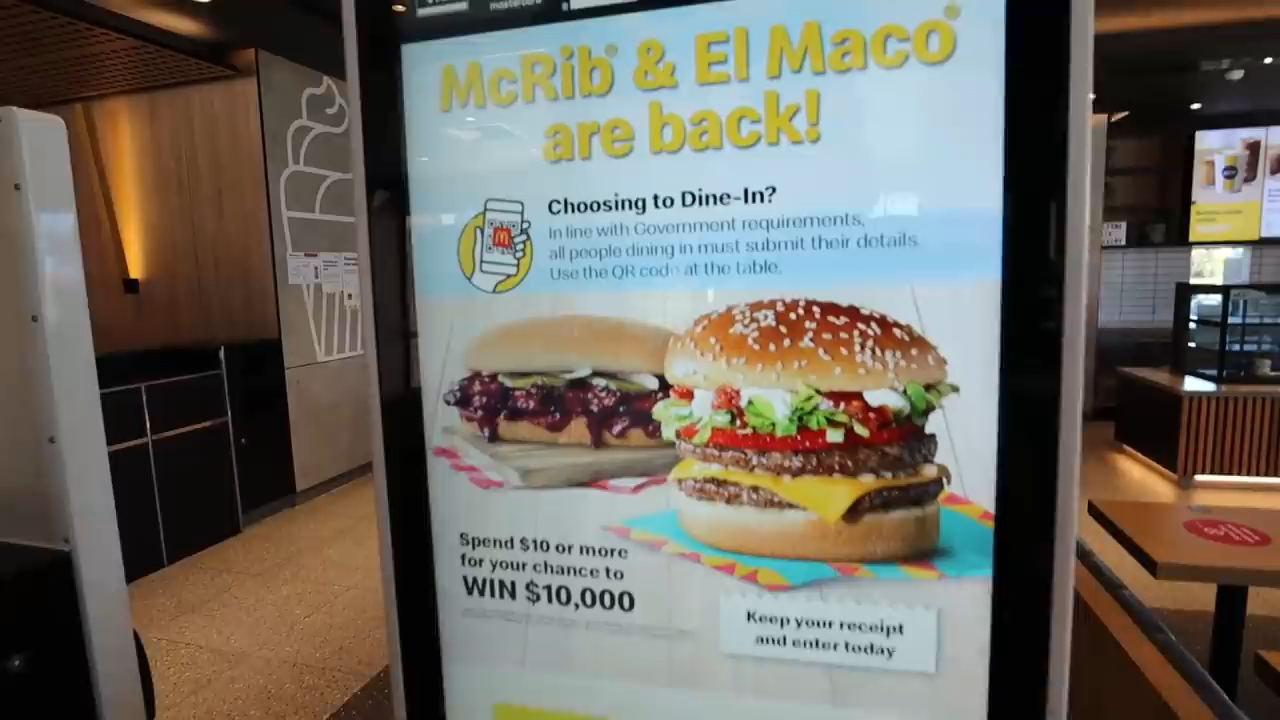 mastercard
McRib & El Maco
are back!
Choosing to Dine-In?
In line with Government requirements,
all people dining in must submit their details.
Use the QR code at the table.
Spend $10 or more
for your chance to
WIN $10,000
Keep your receipt
and enter today